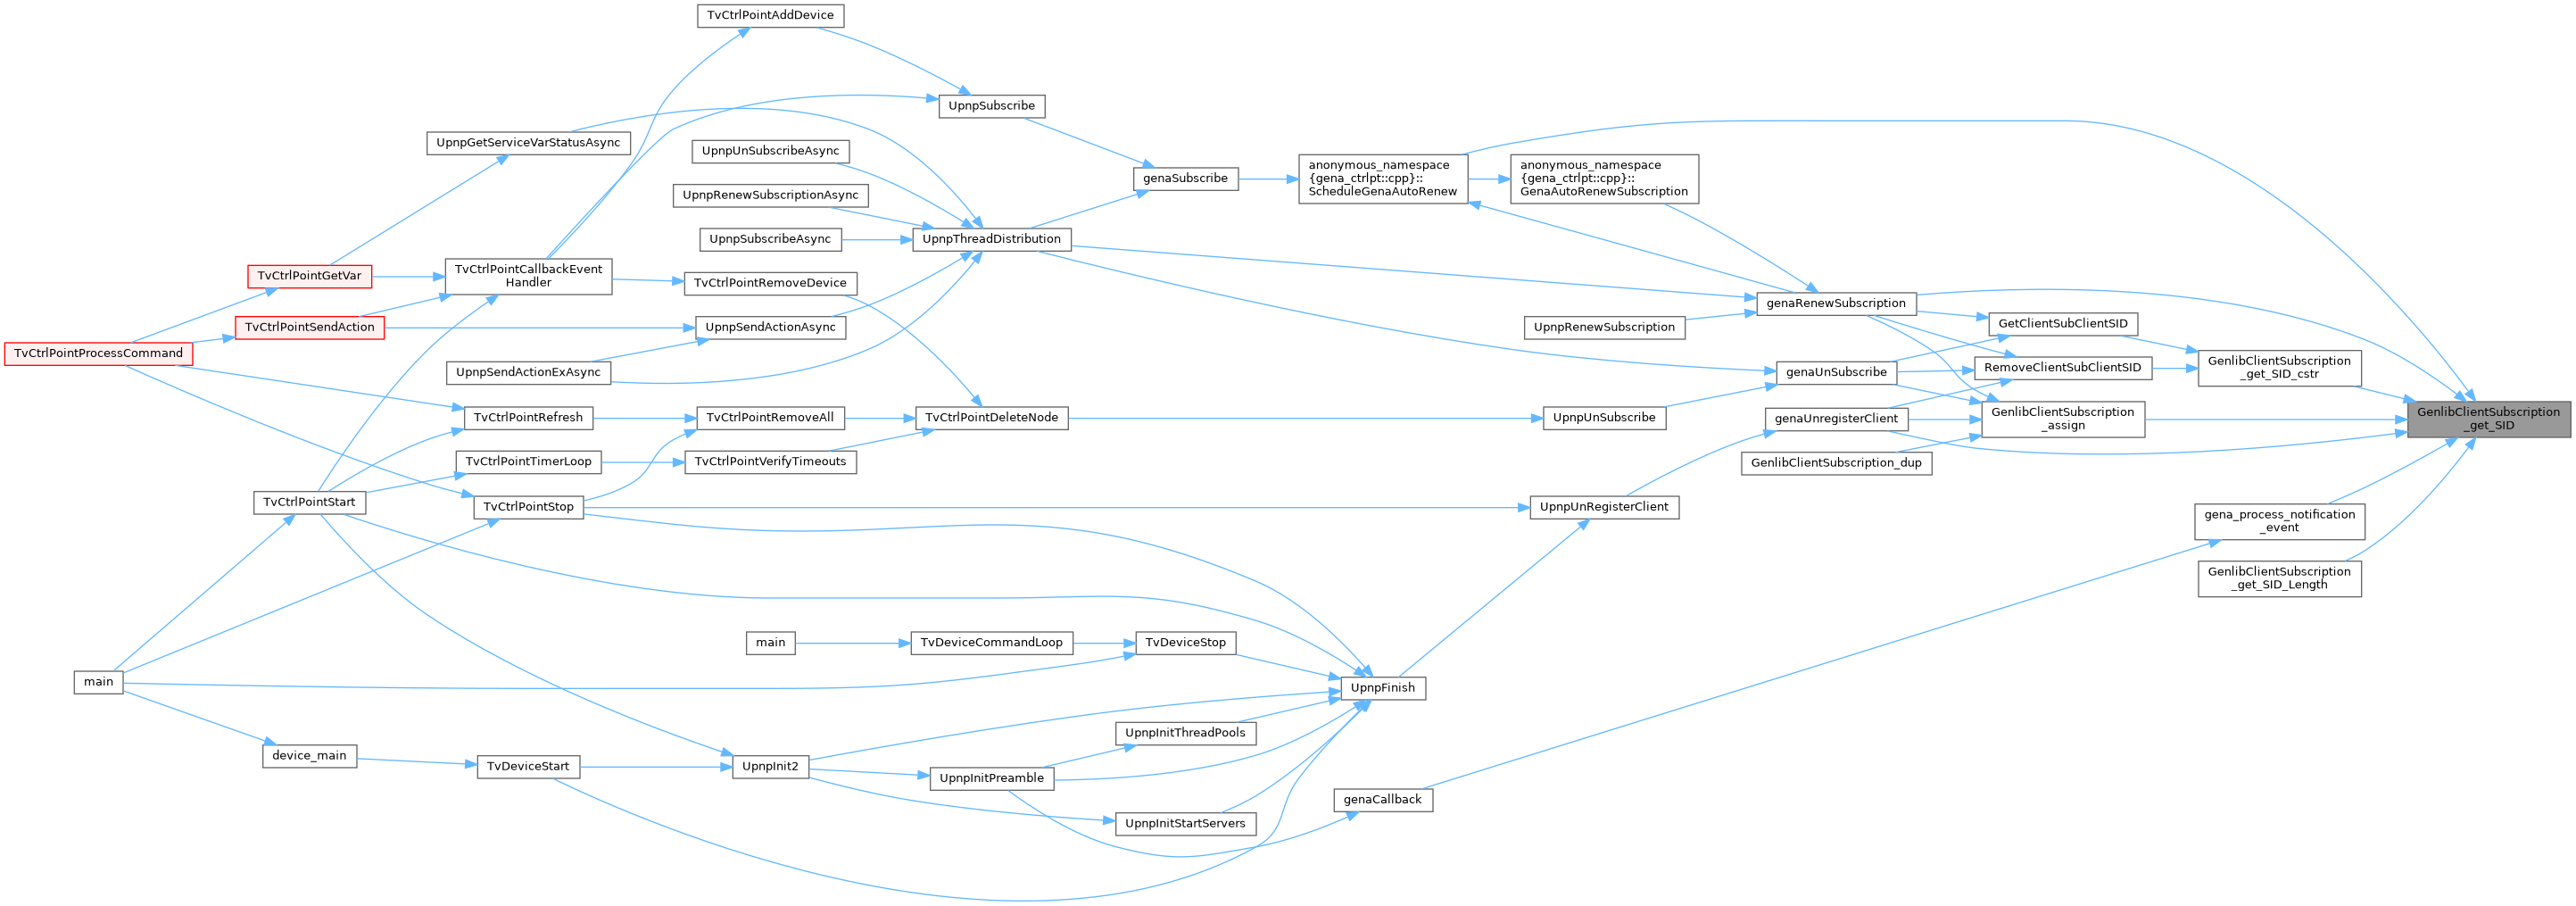 TvCtrlPointAddDevice
UpnpSubscribe
UpnpGetServiceVarStatusAsync
UpnpUnSubscribeAsync
genaSubscribe
anonymous_namespace
{gena_ctrlpt::cpp}::
ScheduleGenaAutoRenew
anonymous_namespace
{gena_ctrlpt::cpp}::
GenaAutoRenewSubscription
UpnpRenewSubscriptionAsync
UpnpSubscribeAsync
UpnpThreadDistribution
TvCtrlPointGetVar
TvCtrlPointCallbackEvent
Handler
TvCtrlPointRemoveDevice
genaRenewSubscription
TvCtrlPointSendAction
UpnpSendActionAsync
UpnpRenewSubscription
GetClientSubClientSID
TvCtrlPointProcessCommand
UpnpSendActionExAsync
genaUnSubscribe
RemoveClientSubClientSID
GenlibClientSubscription
_get_SID_cstr
TvCtrlPointRefresh
TvCtrlPointRemoveAll
TvCtrlPointDeleteNode
UpnpUnSubscribe
genaUnregisterClient
GenlibClientSubscription
_assign
GenlibClientSubscription
_get_SID
TvCtrlPointTimerLoop
TvCtrlPointVerifyTimeouts
GenlibClientSubscription_dup
TvCtrlPointStart
TvCtrlPointStop
UpnpUnRegisterClient
gena_process_notification
_event
GenlibClientSubscription
_get_SID_Length
main
TvDeviceCommandLoop
TvDeviceStop
main
UpnpFinish
UpnpInitThreadPools
device_main
TvDeviceStart
UpnpInit2
UpnpInitPreamble
genaCallback
UpnpInitStartServers